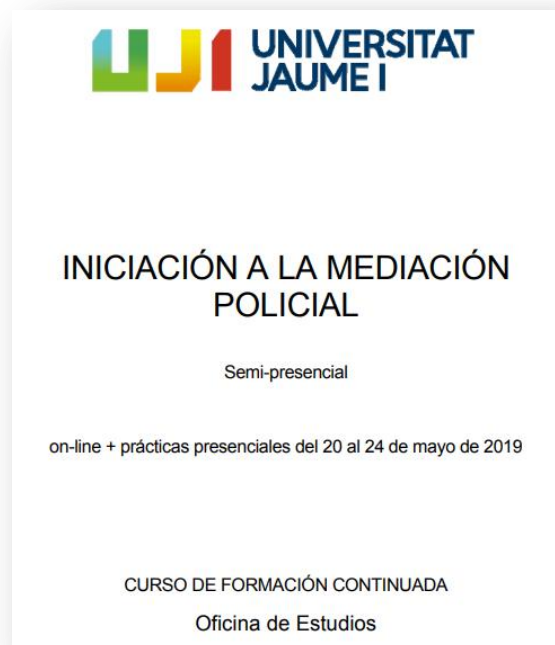 UJI UNIVERSITAT
JAUME I
INICIACIÓN A LA MEDIACIÓN
POLICIAL
Semi-presencial
on-line + prácticas presenciales del 20 al 24 de mayo de 2019
CURSO DE FORMACIÓN CONTINUADA
Oficina de Estudios